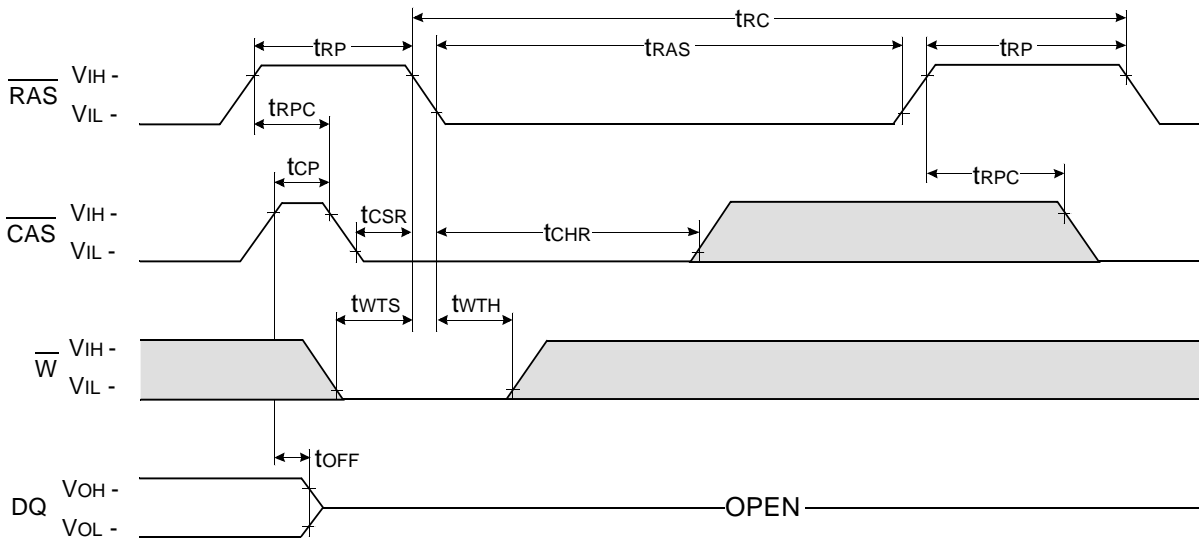 tRC
tRP tRAS tRP
RAS VIH -
VIL -
tRPC
tCP tRPC
CAS VIH -
VIL -
tCSR tCHR
tWTS tWTH
W VIH -
VIL -
tOFF
DQ VOH -
VOL -
OPEN